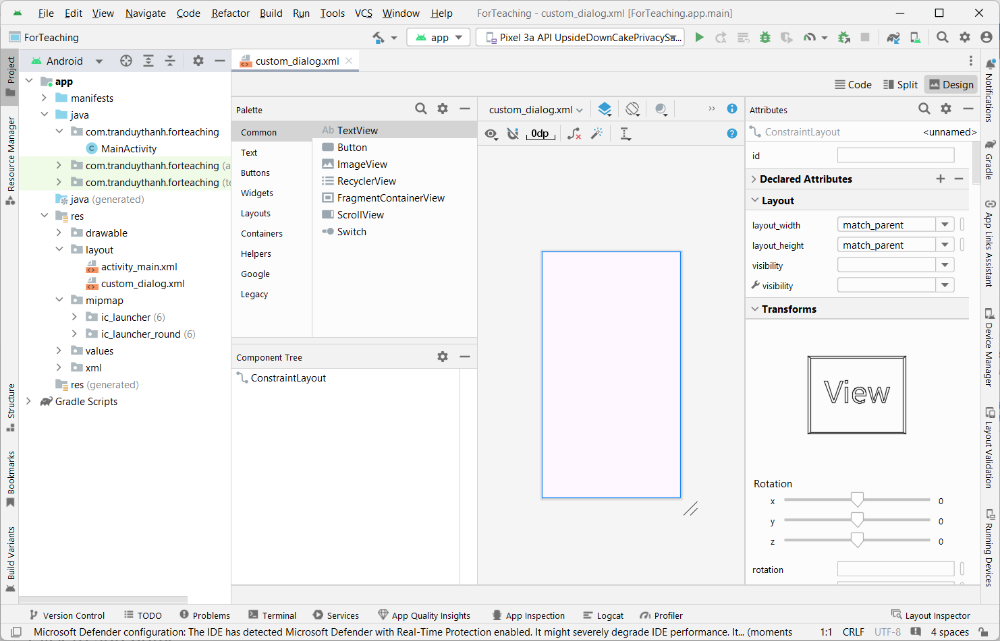 File Edit View Navigate Code Refactor Build Run Tools VCS Window Help ForTeaching - custom_dialog.xml [ForTeaching.app.main]
ForTeaching app Pixel 3a API UpsideDownCakePrivacySa...
Project
Resource Manager
Structure
Bookmarks
Build Variants
Android
app
manifests
java
com.tranduythanh.forteaching
MainActivity
com.tranduythanh.forteaching (a
com.tranduythanh.forteaching (te
java (generated)
res
drawable
layout
activity_main.xml
custom_dialog.xml
mipmap
ic_launcher (6)
ic_launcher_round (6)
values
xml
res (generated)
Gradle Scripts
custom_dialog.xml
Code Split Design
Palette
Common
Text
Buttons
Widgets
Layouts
Containers
Helpers
Google
Legacy
Ab TextView
Button
ImageView
RecyclerView
FragmentContainerView
ScrollView
Switch
Component Tree
ConstraintLayout
custom_dialog.xml
0dp
Attributes
ConstraintLayout <unnamed>
id
Declared Attributes
Layout
layout_width match_parent
layout_height match_parent
visibility
visibility
Transforms
View
Rotation
x 0
y 0
z 0
rotation
Notifications
Gradle
App Links Assistant
Device Manager
Layout Validation
Running Devices
Version Control TODO Problems Terminal Services App Quality Insights App Inspection Logcat Profiler Layout Inspector
Microsoft Defender configuration: The IDE has detected Microsoft Defender with Real-Time Protection enabled. It might severely degrade IDE performance. It... (moments 1:1 CRLF UTF-8 4 spaces